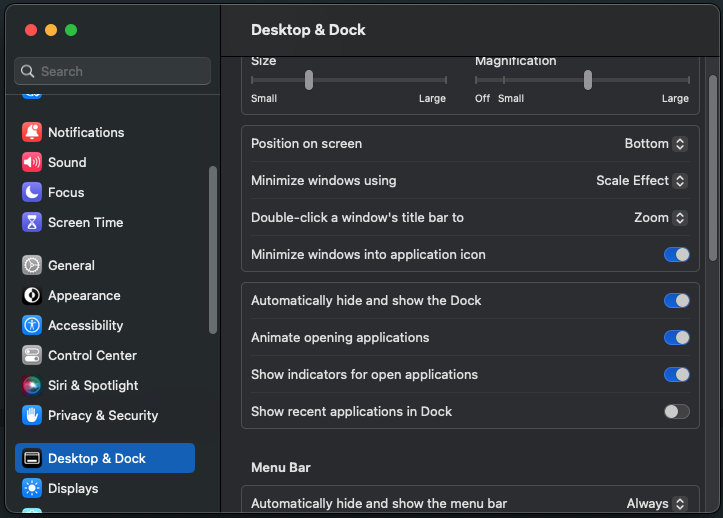 Desktop & Dock
Search
Notifications
Sound
Focus
Screen Time
General
Appearance
Accessibility
Control Center
Siri & Spotlight
Privacy & Security
Desktop & Dock
Displays
Size
Magnification
Small
Large
Off
Small
Large
Position on screen
Bottom
Minimize windows using
Scale Effect
Double-click a window's title bar to
Zoom
Minimize windows into application icon
Automatically hide and show the Dock
Animate opening applications
Show indicators for open applications
Show recent applications in Dock
Menu Bar
Automatically hide and show the menu bar
Always